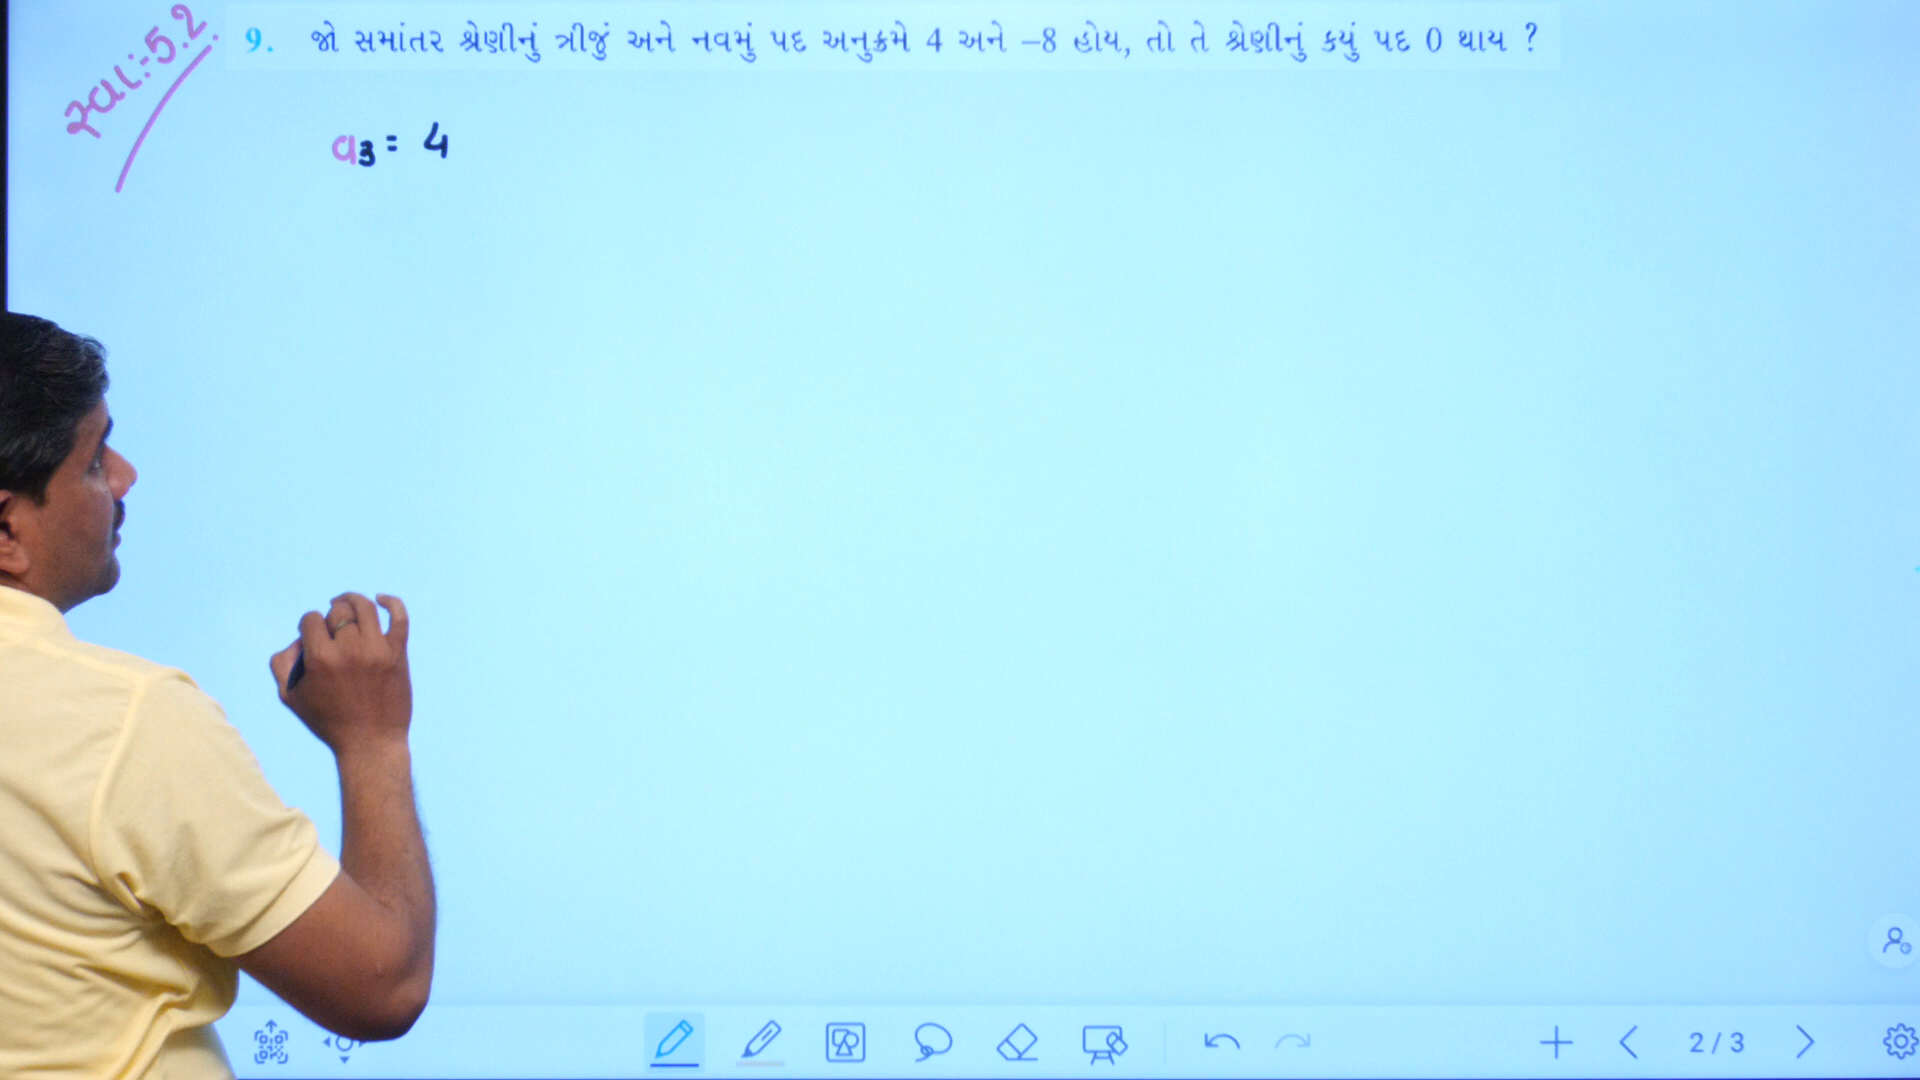 સ્વા:-5.2.
9. જો સમાંતર શ્રેણીનું ત્રીજું અને નવમું પદ અનુક્રમે 4 અને –8 હોય, તો તે શ્રેણીનું કયું પદ 0 થાય ?
a3 = 4
2/3